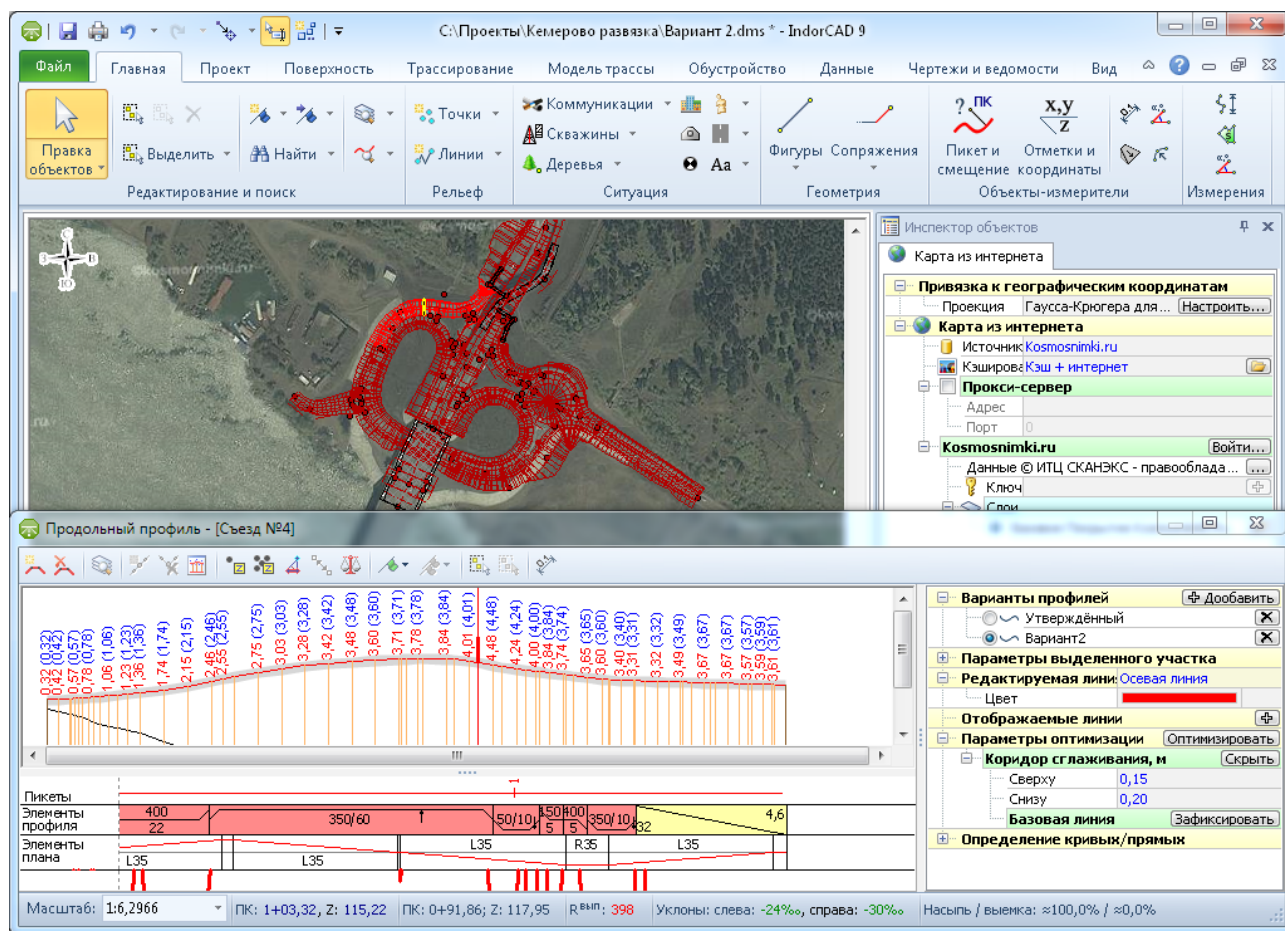 C:\Проекты\Кемерово развязка\Вариант 2.dms * - IndorCAD 9
Файл Главная Проект Поверхность Трассирование Модель трассы Обустройство Данные Чертежи и ведомости Вид
Правка объектов
Выделить
Найти
Точки
Линии
Коммуникации
Скважины
Деревья
Aa
Фигуры Сопряжения
? ПК
Пикет и смещение
x,y
z
Отметки и координаты
Редактирование и поиск Рельеф Ситуация Геометрия Объекты-измерители Измерения
Инспектор объектов
Карта из интернета
Привязка к географическим координатам
Проекция Гаусса-Крюгера для... Настроить...
Карта из интернета
Источник Kosmosnimki.ru
Кэширова Кэш + интернет
Прокси-сервер
Адрес
Порт 0
Kosmosnimki.ru Войти...
Данные © ИТЦ СКАНЭКС - правооблада... ...
Ключ
Слои
Продольный профиль - [Съезд №4]
0,32 (0,32)
0,42 (0,42)
0,57 (0,57)
0,78 (0,78)
1,06 (1,06)
1,23 (1,23)
1,36 (1,36)
1,74 (1,74)
2,15 (2,15)
2,46 (2,46)
2,55 (2,55)
2,75 (2,75)
3,03 (3,03)
3,28 (3,28)
3,42 (3,42)
3,48 (3,48)
3,60 (3,60)
3,71 (3,71)
3,78 (3,78)
3,84 (3,84)
4,01 (4,01)
4,48 (4,48)
4,24 (4,24)
4,00 (4,00)
3,84 (3,84)
3,74 (3,74)
3,65 (3,65)
3,60 (3,60)
3,40 (3,40)
3,31 (3,31)
3,32 (3,32)
3,49 (3,49)
3,67 (3,67)
3,67 (3,67)
3,57 (3,57)
3,59 (3,59)
3,61 (3,61)
Варианты профилей Добавить
Утверждённый
Вариант2
Параметры выделенного участка
Редактируемая лини: Осевая линия
Цвет
Отображаемые линии
Параметры оптимизации Оптимизировать
Коридор сглаживания, м Скрыть
Сверху 0,15
Снизу 0,20
Базовая линия Зафиксировать
Определение кривых/прямых
Пикеты 1
Элементы профиля
400 22 350/60 50/10 150 5 400 5 350/10 32 4,6
Элементы плана
L35 L35 L35 R35 L35
Масштаб: 1:6,2966 ПК: 1+03,32, Z: 115,22 ПК: 0+91,86; Z: 117,95 Rвып: 398 Уклоны: слева: -24‰, справа: -30‰ Насыпь / выемка: ≈100,0% / ≈0,0%